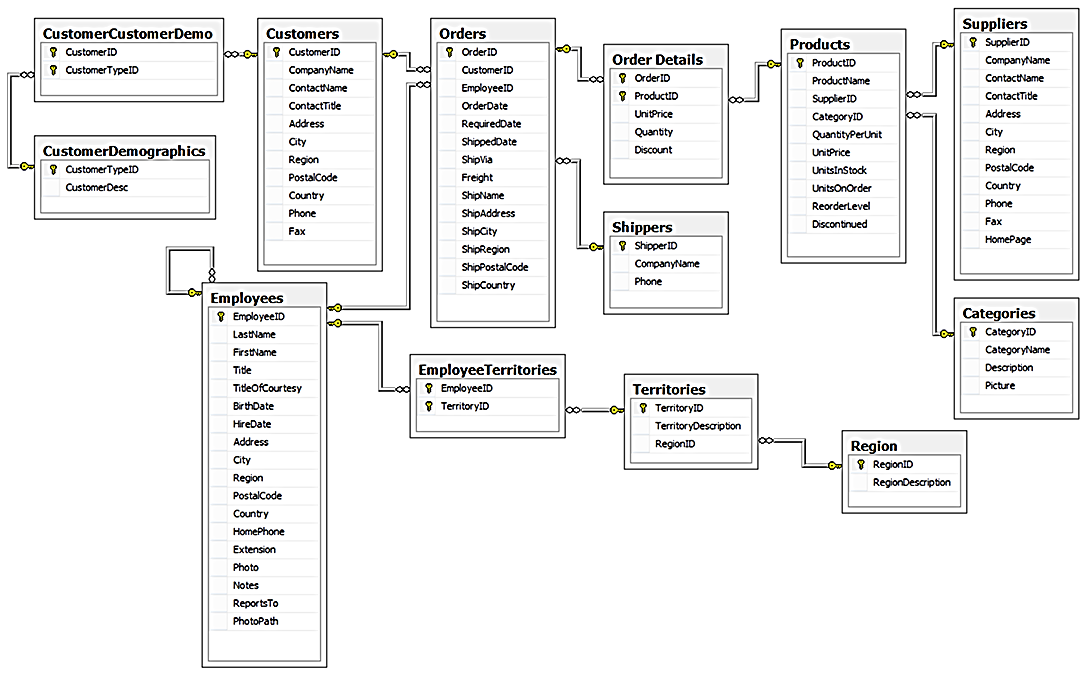 CustomerCustomerDemo
CustomerID
CustomerTypeID
CustomerDemographics
CustomerTypeID
CustomerDesc
Customers
CustomerID
CompanyName
ContactName
ContactTitle
Address
City
Region
PostalCode
Country
Phone
Fax
Orders
OrderID
CustomerID
EmployeeID
OrderDate
RequiredDate
ShippedDate
ShipVia
Freight
ShipName
ShipAddress
ShipCity
ShipRegion
ShipPostalCode
ShipCountry
Order Details
OrderID
ProductID
UnitPrice
Quantity
Discount
Shippers
ShipperID
CompanyName
Phone
Products
ProductID
ProductName
SupplierID
CategoryID
QuantityPerUnit
UnitPrice
UnitsInStock
UnitsOnOrder
ReorderLevel
Discontinued
Suppliers
SupplierID
CompanyName
ContactName
ContactTitle
Address
City
Region
PostalCode
Country
Phone
Fax
HomePage
Categories
CategoryID
CategoryName
Description
Picture
Employees
EmployeeID
LastName
FirstName
Title
TitleOfCourtesy
BirthDate
HireDate
Address
City
Region
PostalCode
Country
HomePhone
Extension
Photo
Notes
ReportsTo
PhotoPath
EmployeeTerritories
EmployeeID
TerritoryID
Territories
TerritoryID
TerritoryDescription
RegionID
Region
RegionID
RegionDescription